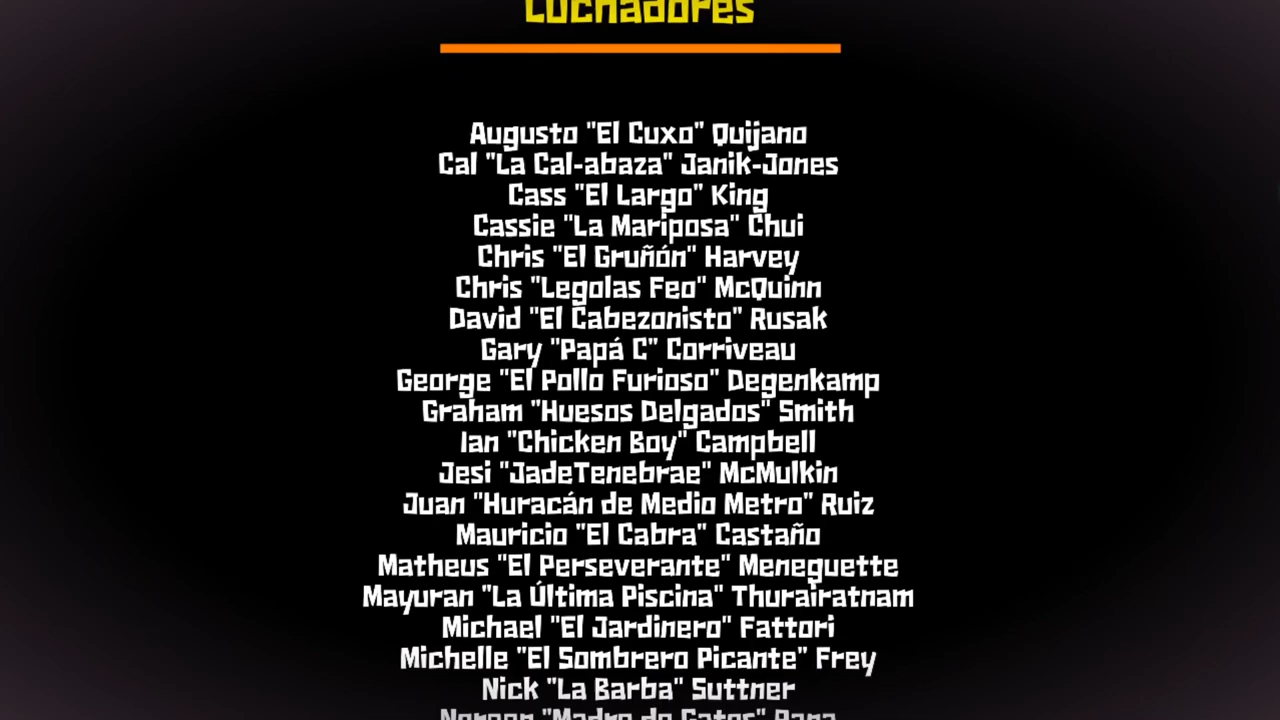 Luchadores
Augusto "El Cuxo" Quijano
Cal "La Cal-abaza" Janik-Jones
Cass "El Largo" King
Cassie "La Mariposa" Chui
Chris "El Gruñón" Harvey
Chris "Legolas Feo" McQuinn
David "El Cabezonisto" Rusak
Gary "Papá C" Corriveau
George "El Pollo Furioso" Degenkamp
Graham "Huesos Delgados" Smith
Ian "Chicken Boy" Campbell
Jesi "JadeTenebrae" McMulkin
Juan "Huracán de Medio Metro" Ruiz
Mauricio "El Cabra" Castaño
Matheus "El Perseverante" Meneguette
Mayuran "La Última Piscina" Thurairatnam
Michael "El Jardinero" Fattori
Michelle "El Sombrero Picante" Frey
Nick "La Barba" Suttner
"Madre de Gatos"